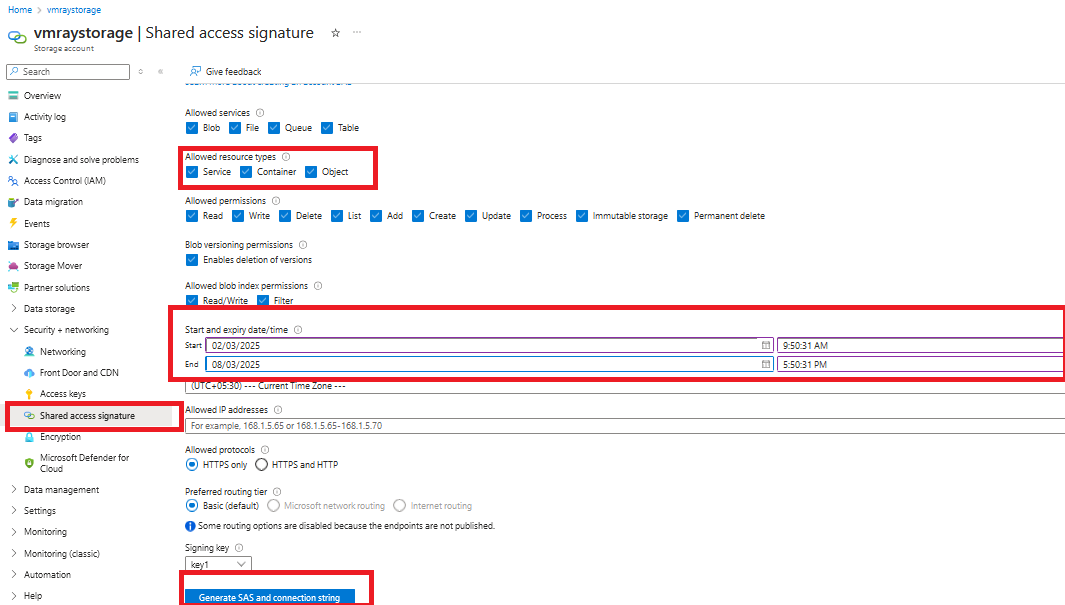 Home > vmraystorage
vmraystorage | Shared access signature
Storage account
Search
Give feedback
Overview
Activity log
Tags
Diagnose and solve problems
Access Control (IAM)
Data migration
Events
Storage browser
Storage Mover
Partner solutions
Data storage
Security + networking
Networking
Front Door and CDN
Access keys
Shared access signature
Encryption
Microsoft Defender for
Cloud
Data management
Settings
Monitoring
Monitoring (classic)
Automation
Help
Learn more about creating an account SAS
Allowed services
Blob File Queue Table
Allowed resource types
Service Container Object
Allowed permissions
Read Write Delete List Add Create Update Process Immutable storage Permanent delete
Blob versioning permissions
Enables deletion of versions
Allowed blob index permissions
Read/Write Filter
Start and expiry date/time
Start 02/03/2025 9:50:31 AM
End 08/03/2025 5:50:31 PM
(UTC+05:30) --- Current Time Zone ---
Allowed IP addresses
For example, 168.1.5.65 or 168.1.5.65-168.1.5.70
Allowed protocols
HTTPS only HTTPS and HTTP
Preferred routing tier
Basic (default) Microsoft network routing Internet routing
Some routing options are disabled because the endpoints are not published.
Signing key
key1
Generate SAS and connection string